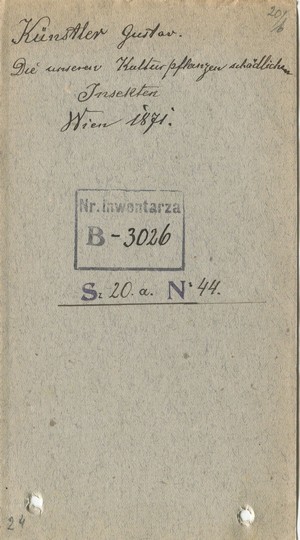 Künstler Gustav.
Die unseren Kulturpflanzen schädlichen
Insekten
Wien 1871.
Nr. inwentarza
B - 3026
S: 20.a. N° 44.
24